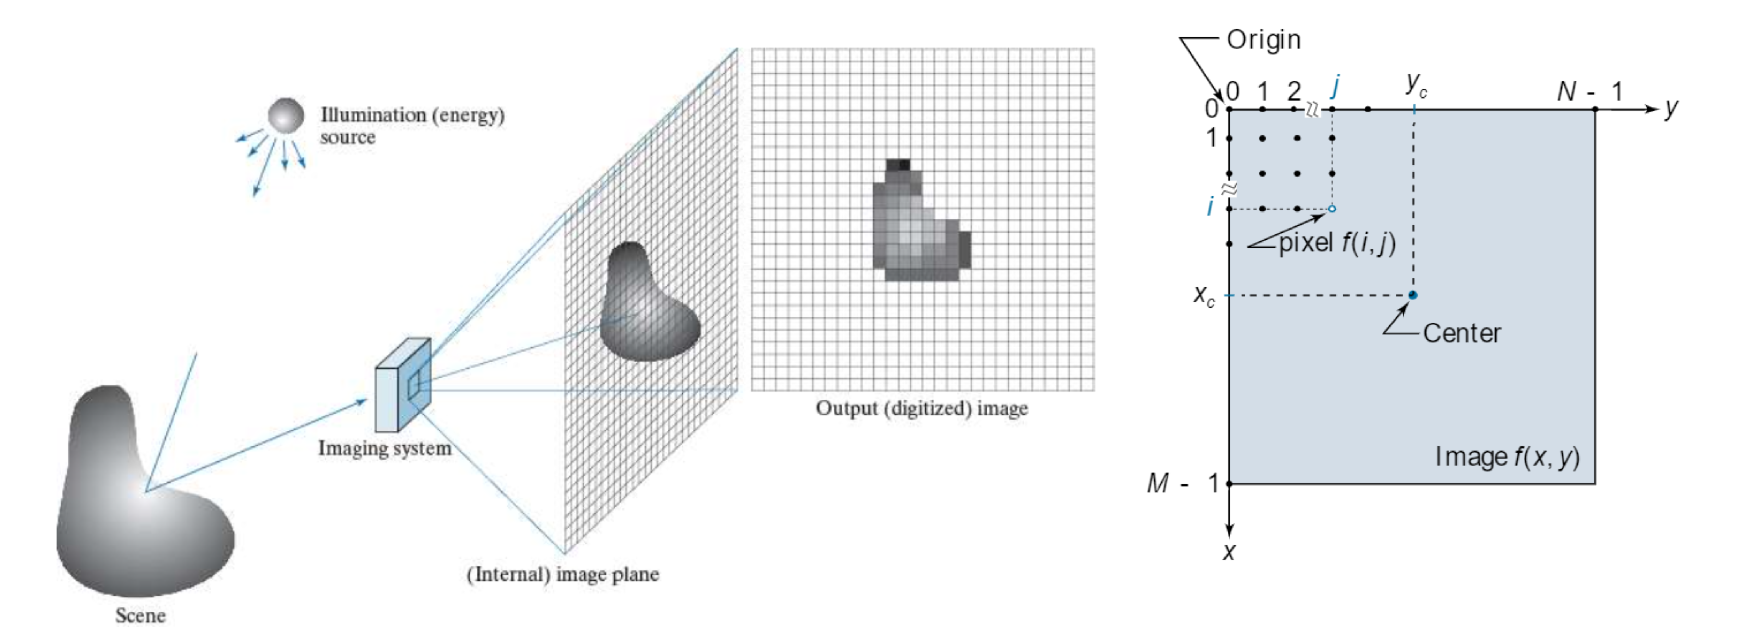 Illumination (energy)
source
Scene
Imaging system
(Internal) image plane
Output (digitized) image
Origin
0 1 2 j y_c N - 1 y
0
1
i
pixel f(i, j)
x_c
Center
Image f(x, y)
M - 1
x